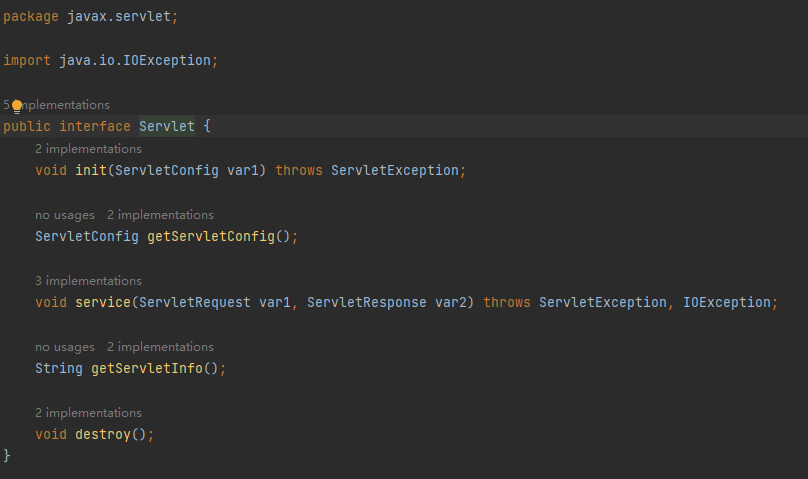 package javax.servlet;
import java.io.IOException;
5 implementations
public interface Servlet {
2 implementations
void init(ServletConfig var1) throws ServletException;
no usages 2 implementations
ServletConfig getServletConfig();
3 implementations
void service(ServletRequest var1, ServletResponse var2) throws ServletException, IOException;
no usages 2 implementations
String getServletInfo();
2 implementations
void destroy();
}